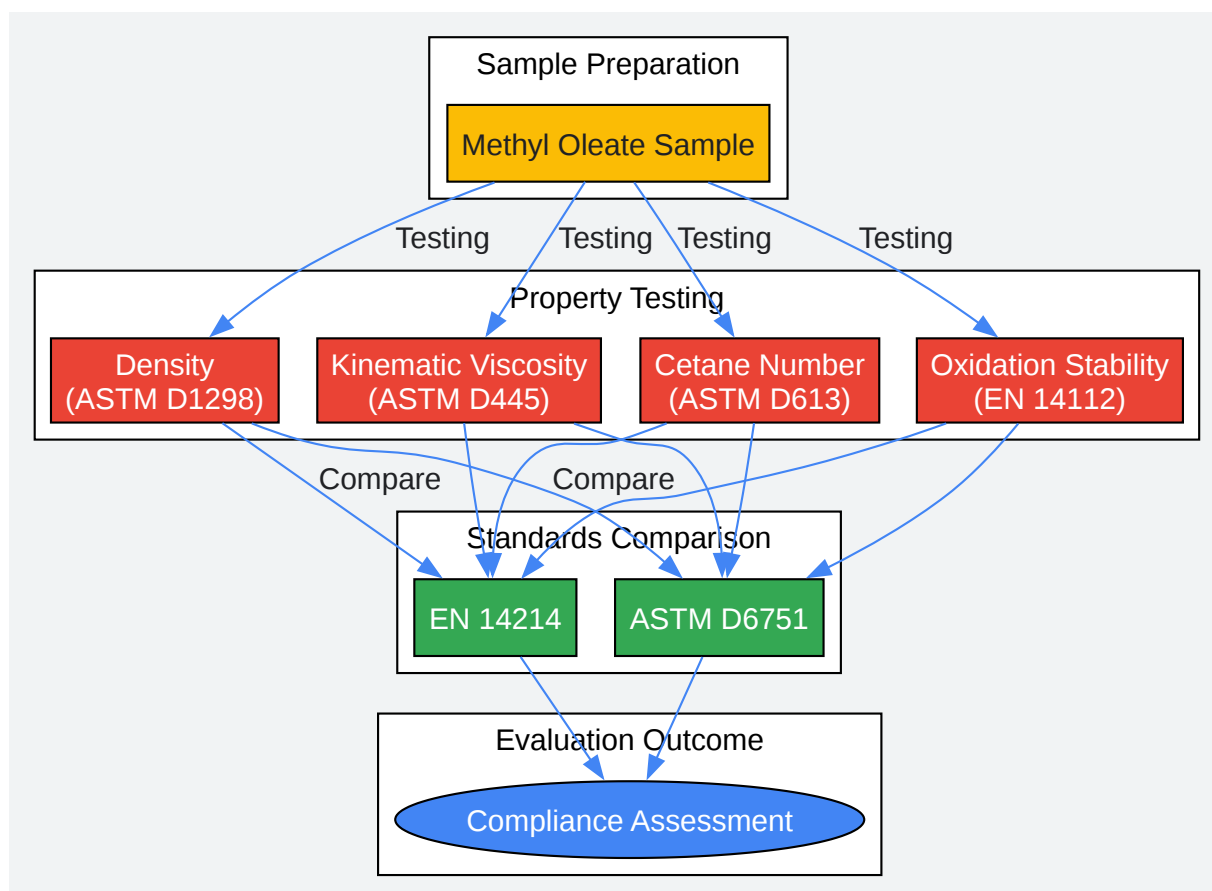 Sample Preparation
Methyl Oleate Sample
Testing
Testing
Testing
Testing
Property Testing
Density
(ASTM D1298)
Kinematic Viscosity
(ASTM D445)
Cetane Number
(ASTM D613)
Oxidation Stability
(EN 14112)
Compare
Compare
Standards Comparison
EN 14214
ASTM D6751
Evaluation Outcome
Compliance Assessment